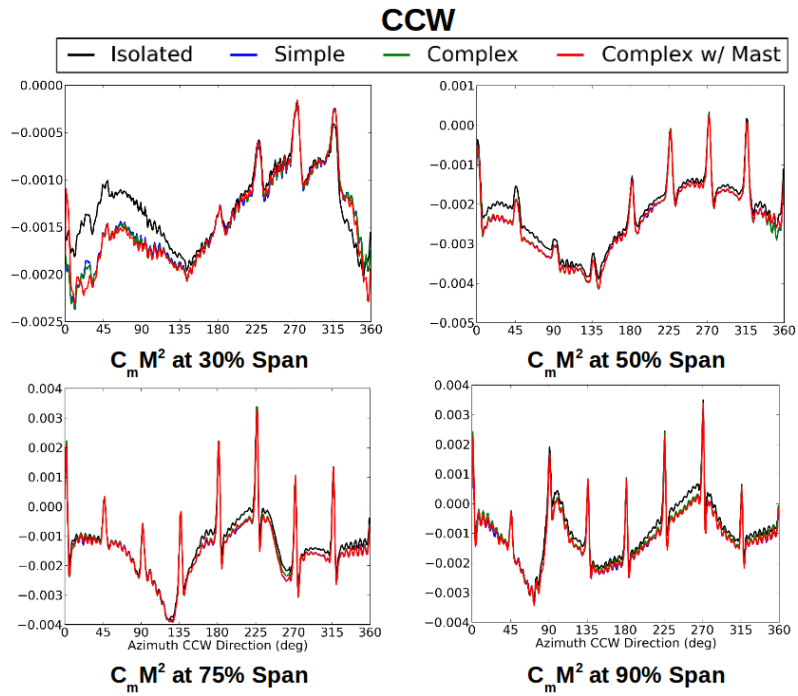 CCW
Isolated Simple Complex Complex w/ Mast
0.0000
−0.0005
−0.0010
−0.0015
−0.0020
−0.0025
0 45 90 135 180 225 270 315 360
CmM² at 30% Span
0.001
0.000
−0.001
−0.002
−0.003
−0.004
−0.005
0 45 90 135 180 225 270 315 360
CmM² at 50% Span
0.004
0.003
0.002
0.001
0.000
−0.001
−0.002
−0.003
−0.004
0 45 90 135 180 225 270 315 360
Azimuth CCW Direction (deg)
CmM² at 75% Span
0.004
0.003
0.002
0.001
0.000
−0.001
−0.002
−0.003
−0.004
0 45 90 135 180 225 270 315 360
Azimuth CCW Direction (deg)
CmM² at 90% Span